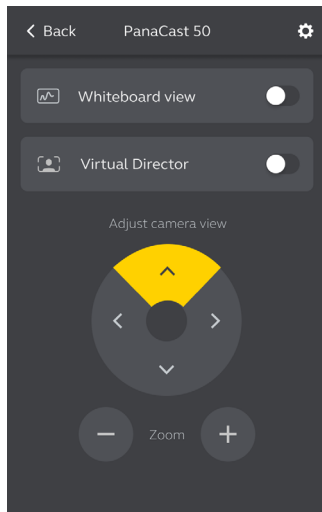 Back
PanaCast 50
Whiteboard view
Virtual Director
Adjust camera view
Zoom